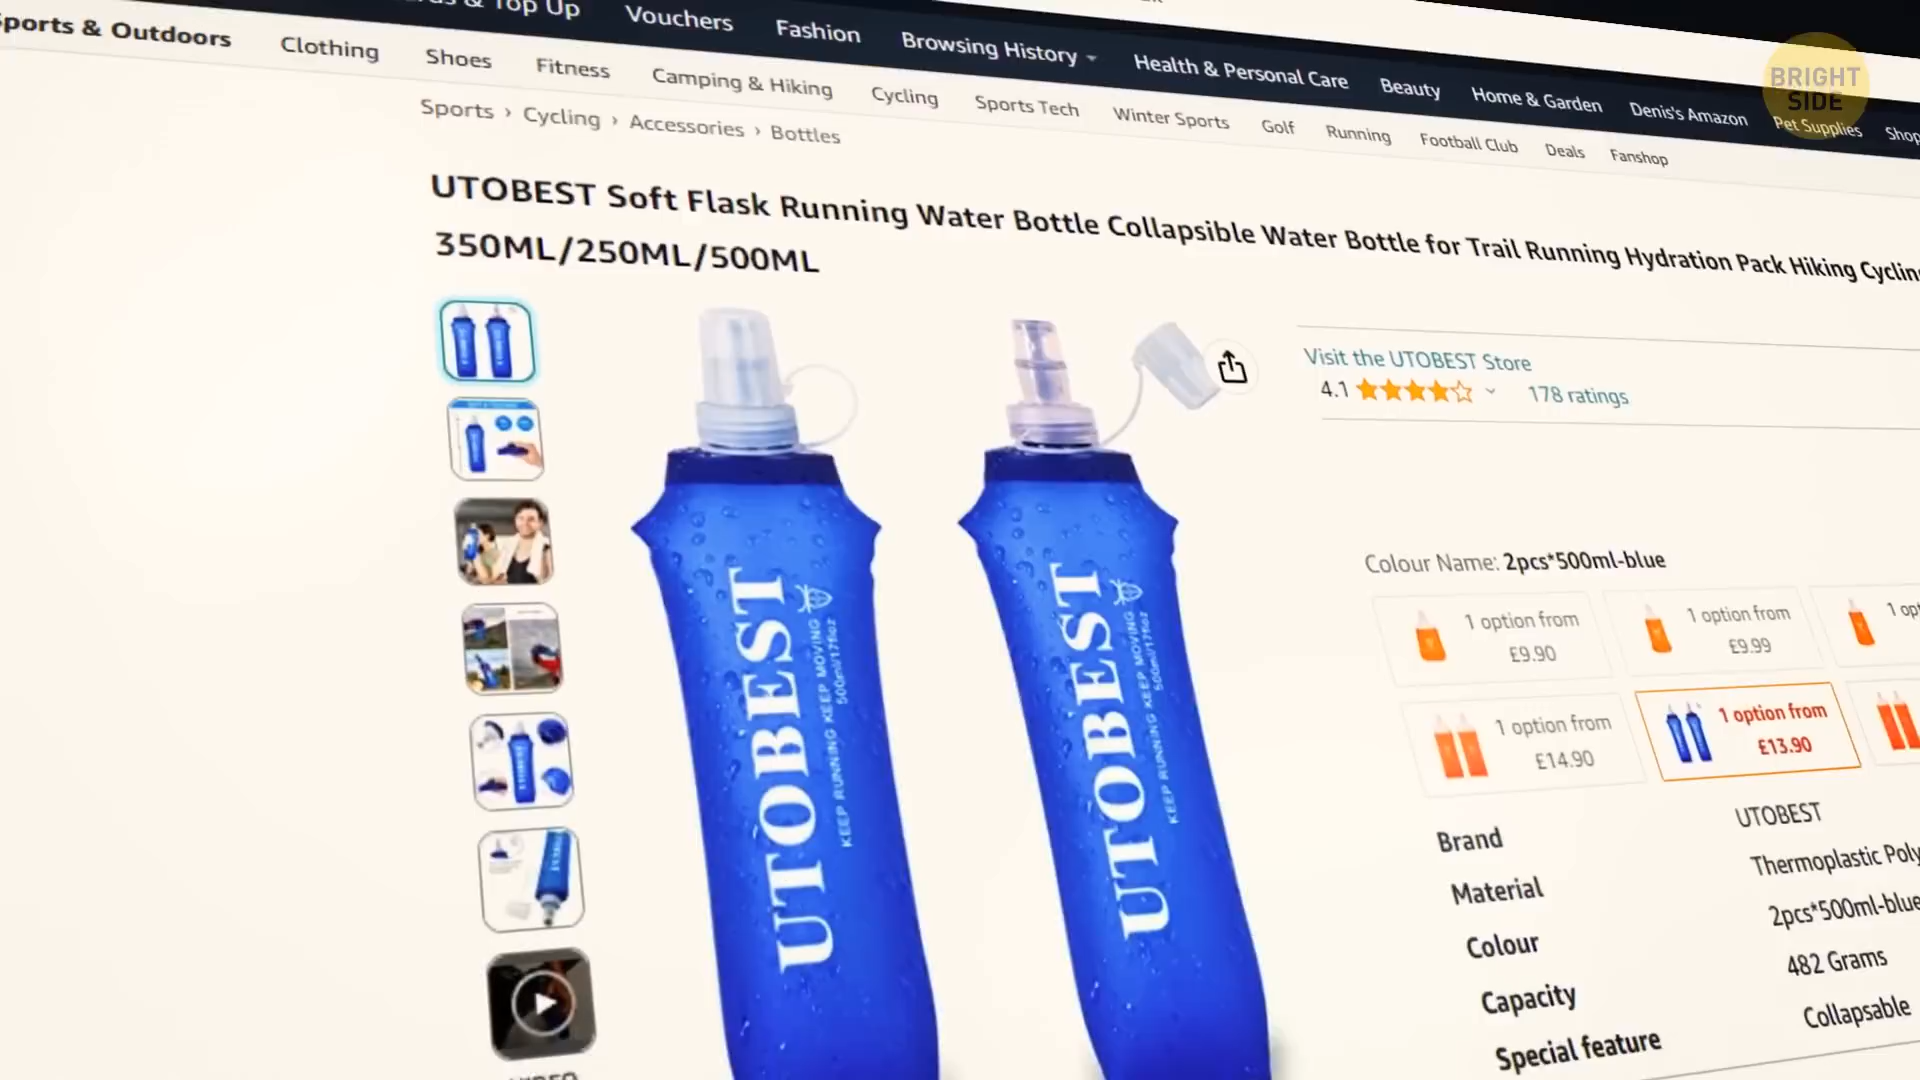 & Top Up
Vouchers
Fashion
Browsing History
Health & Personal Care
Beauty
Home & Garden
Denis's Amazon
Pet Supplies
BRIGHT
SIDE
Sports & Outdoors
Clothing
Shoes
Fitness
Camping & Hiking
Cycling
Sports Tech
Winter Sports
Golf
Running
Football Club
Deals
Fanshop
Sports › Cycling › Accessories › Bottles
UTOBEST Soft Flask Running Water Bottle Collapsible Water Bottle for Trail Running Hydration Pack Hiking
350ML/250ML/500ML
Visit the UTOBEST Store
4.1
178 ratings
UTOBEST
KEEP RUNNING KEEP MOVING
500ml/17floz
UTOBEST
KEEP RUNNING KEEP MOVING
500ml/17floz
Colour Name: 2pcs*500ml-blue
1 option from
£9.90
1 option from
£9.99
1 option from
£14.90
1 option from
£13.90
Brand
UTOBEST
Material
Thermoplastic
Colour
2pcs*500ml-blue
Capacity
482 Grams
Special feature
Collapsable